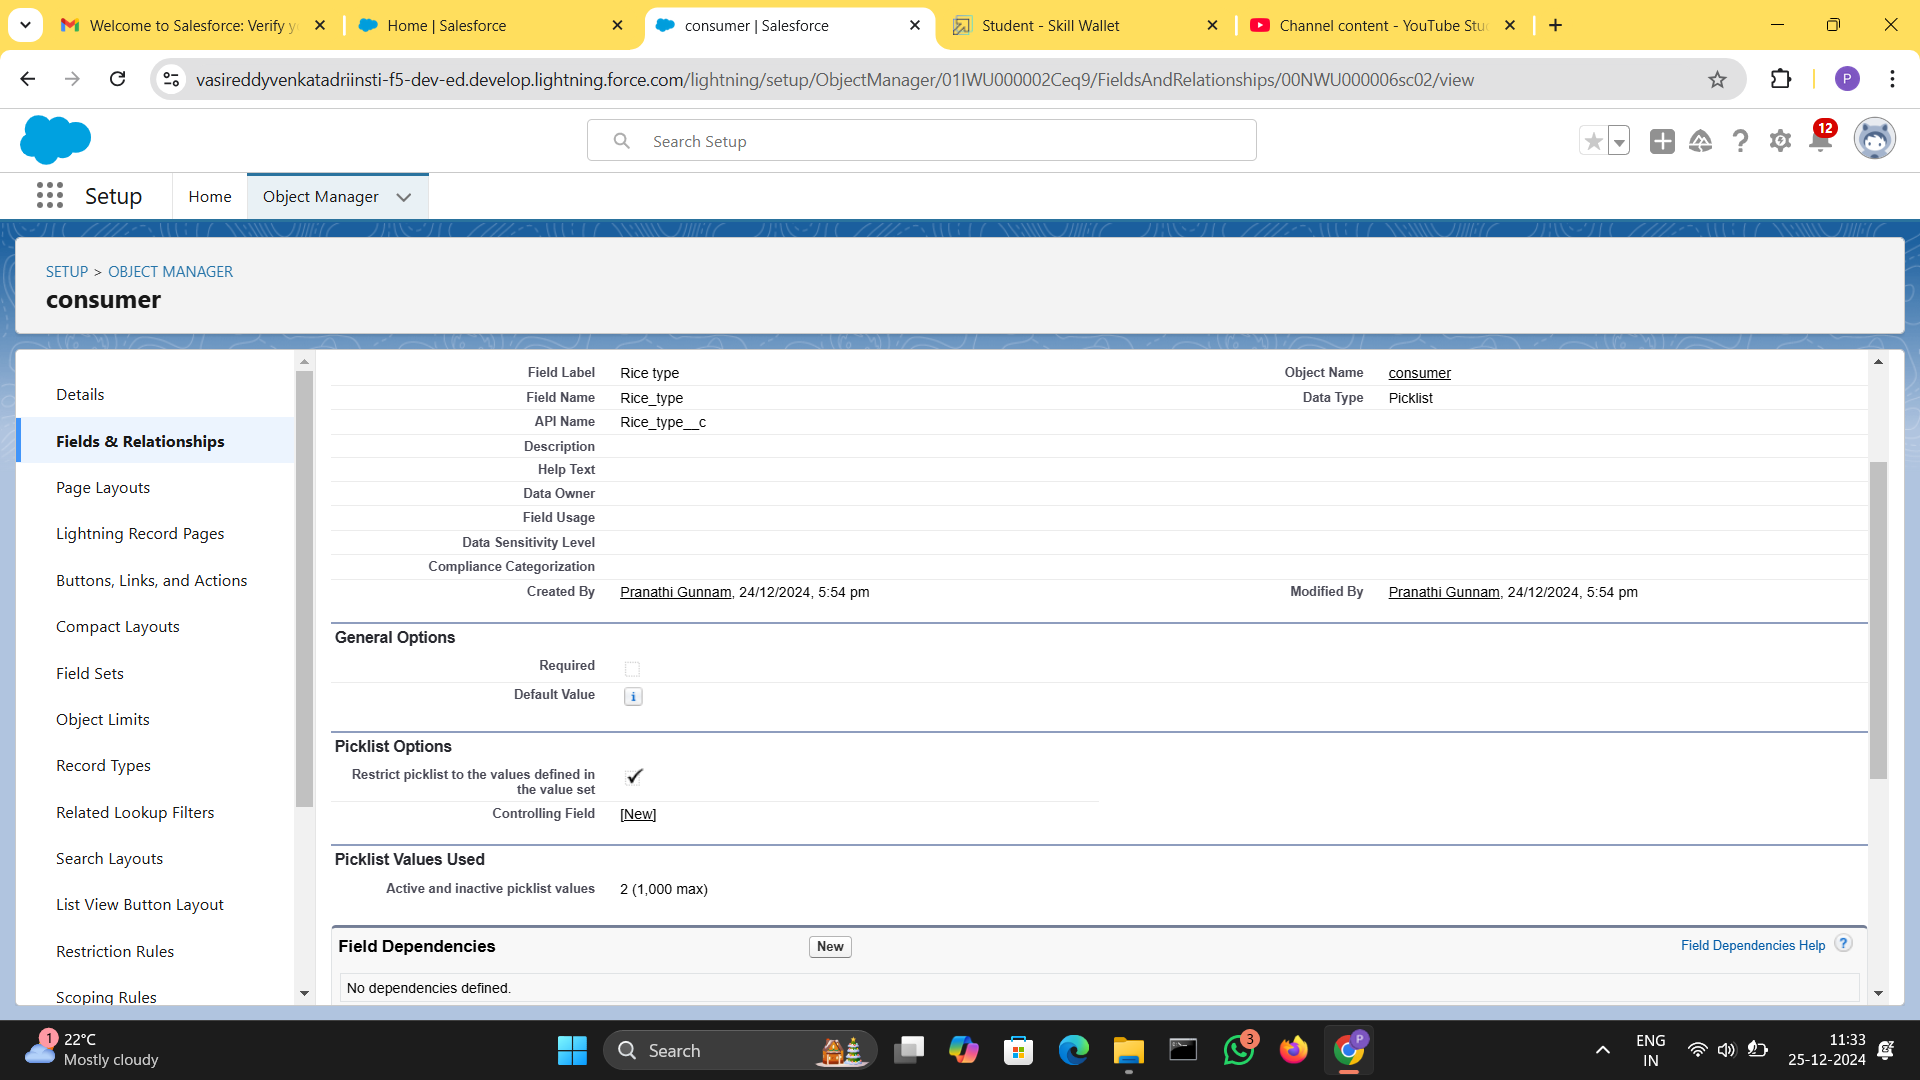 Welcome to Salesforce: Verify y
Home | Salesforce
consumer | Salesforce
Student - Skill Wallet
Channel content - YouTube Stu
vasireddyvenkatadriinsti-f5-dev-ed.develop.lightning.force.com/lightning/setup/ObjectManager/01IWU000002Ceq9/FieldsAndRelationships/00NWU000006sc02/view
P
Search Setup
12
Setup
Home
Object Manager
SETUP > OBJECT MANAGER
consumer
Details
Fields & Relationships
Page Layouts
Lightning Record Pages
Buttons, Links, and Actions
Compact Layouts
Field Sets
Object Limits
Record Types
Related Lookup Filters
Search Layouts
List View Button Layout
Restriction Rules
Scoping Rules
Field Label Rice type Object Name consumer
Field Name Rice_type Data Type Picklist
API Name Rice_type__c
Description
Help Text
Data Owner
Field Usage
Data Sensitivity Level
Compliance Categorization
Created By Pranathi Gunnam, 24/12/2024, 5:54 pm Modified By Pranathi Gunnam, 24/12/2024, 5:54 pm
General Options
Required
Default Value i
Picklist Options
Restrict picklist to the values defined in
the value set
Controlling Field [New]
Picklist Values Used
Active and inactive picklist values 2 (1,000 max)
Field Dependencies New Field Dependencies Help ?
No dependencies defined.
1
22°C
Mostly cloudy
Search
3
P
ENG
IN
11:33
25-12-2024